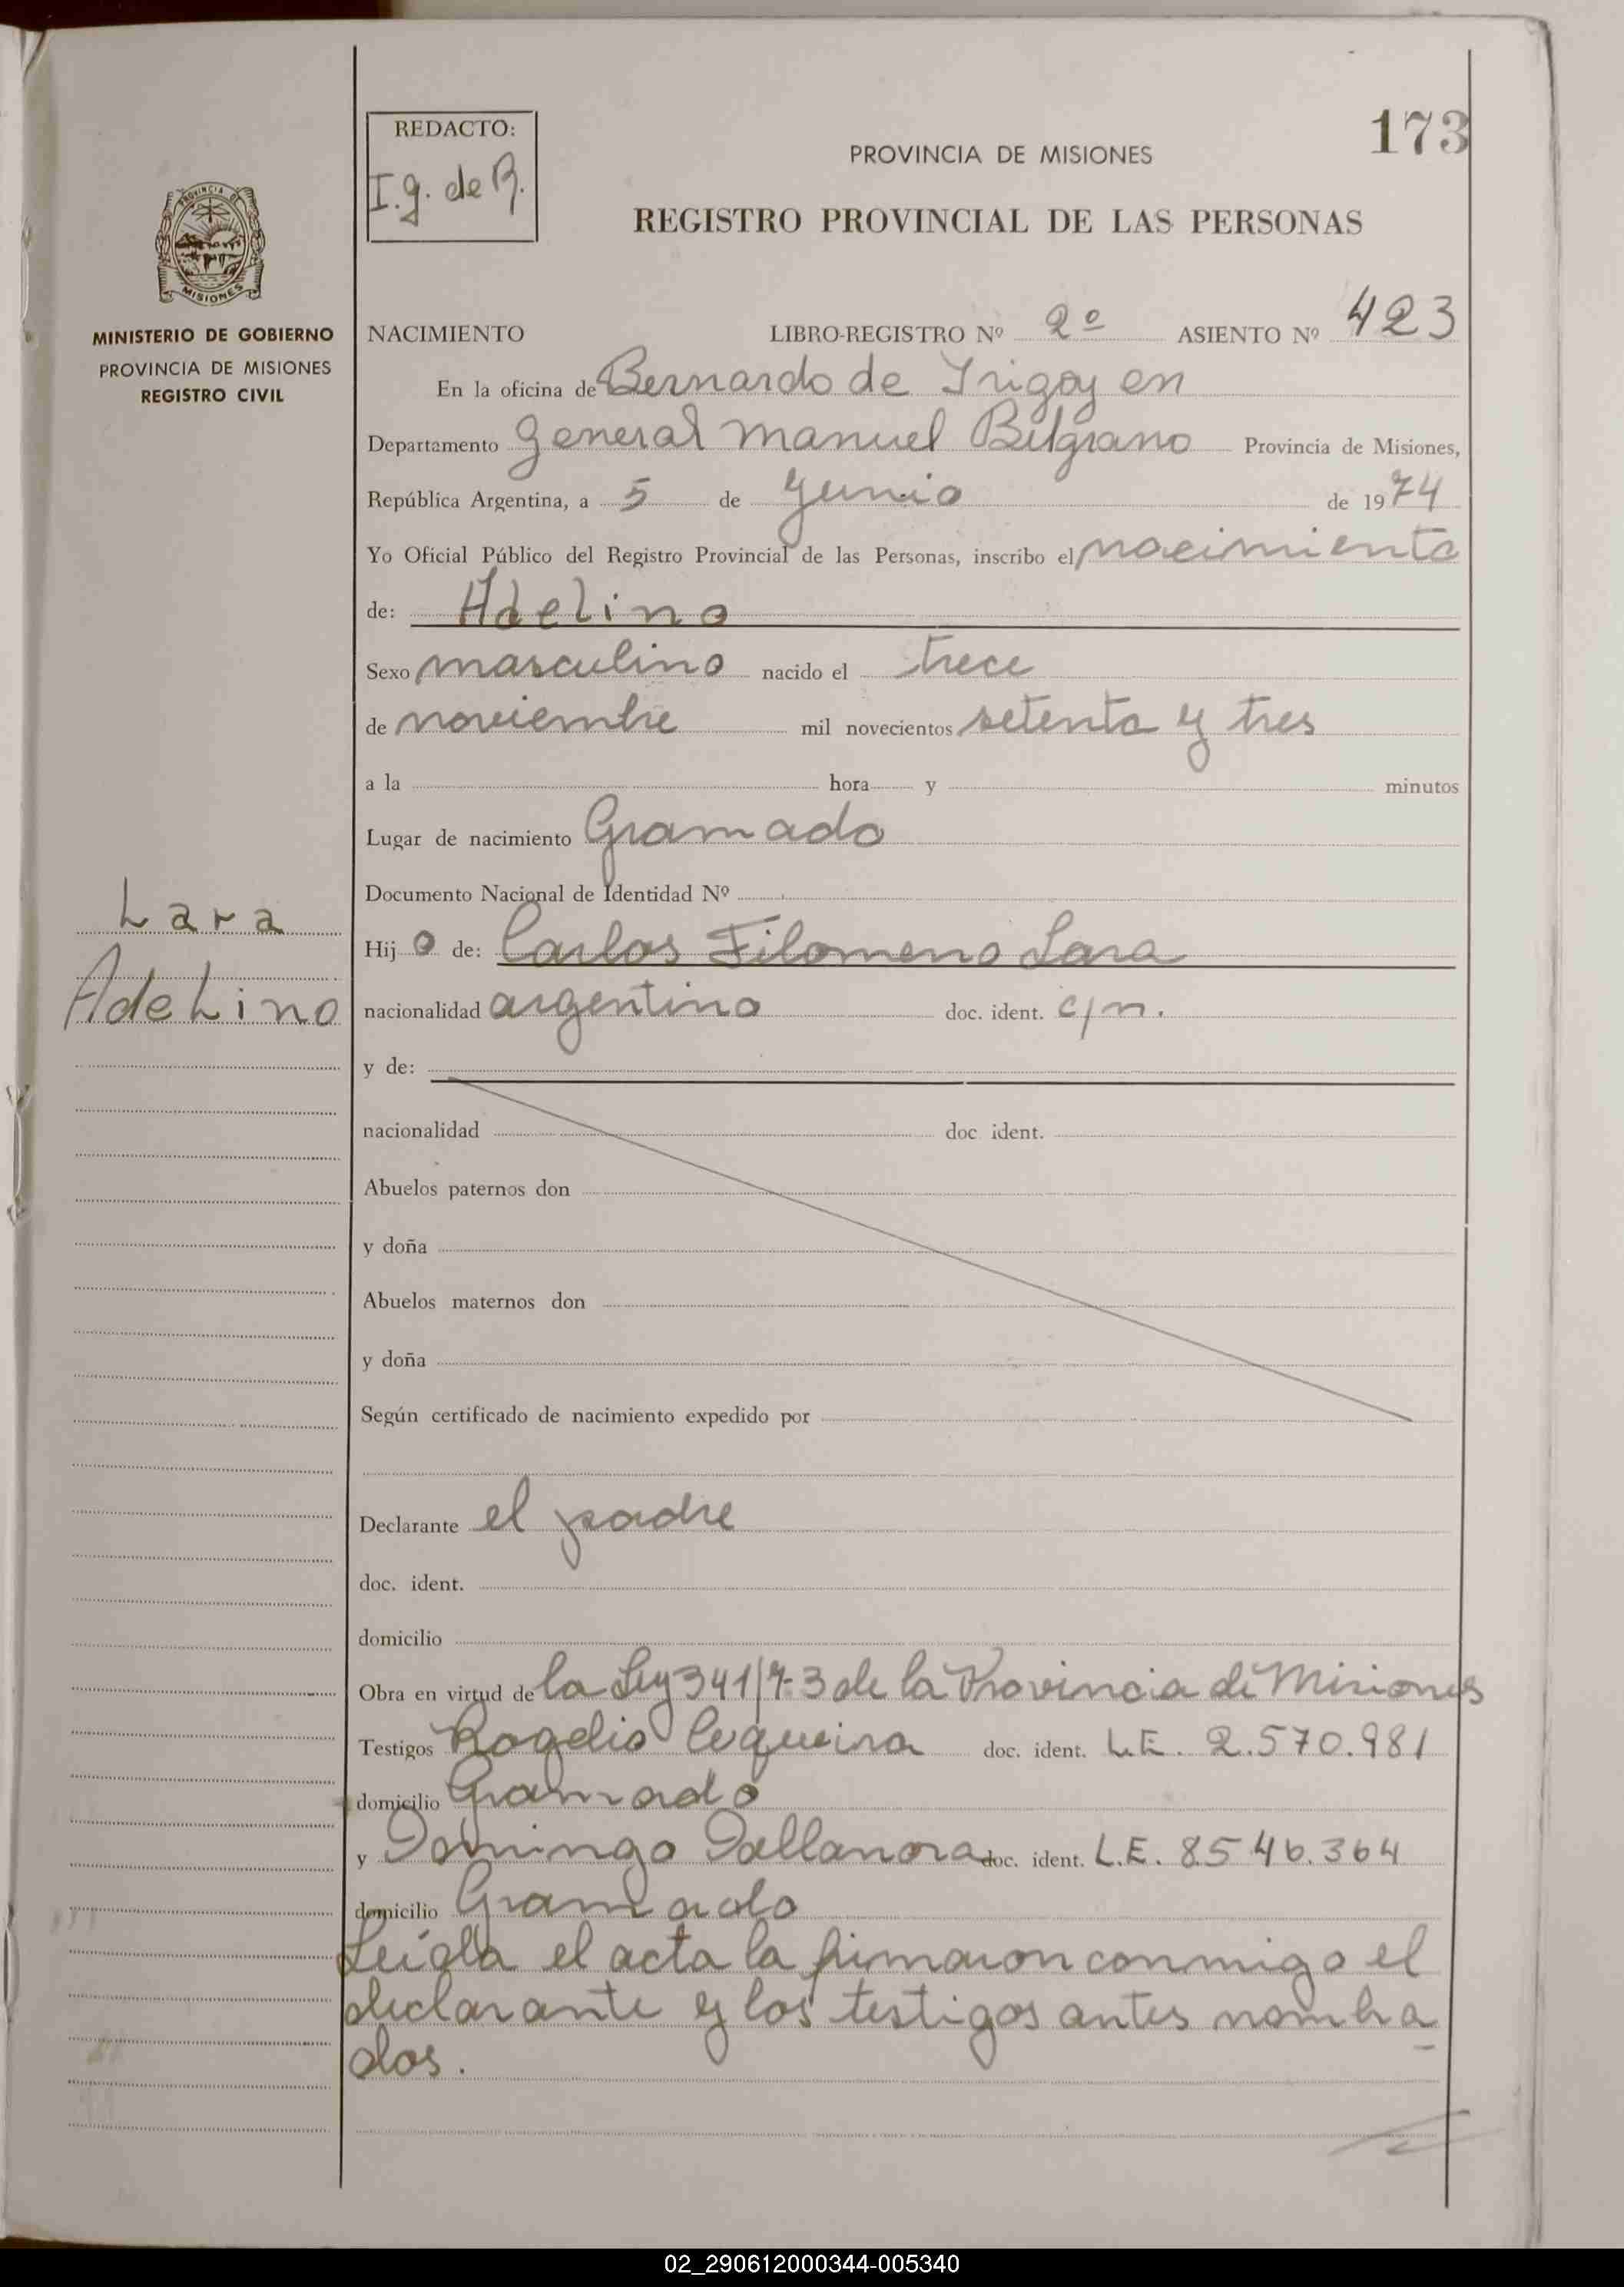 173
REDACTO:
I. g. de R.
PROVINCIA DE MISIONES
REGISTRO PROVINCIAL DE LAS PERSONAS
PROVINCIA DE
MISIONES
MINISTERIO DE GOBIERNO
PROVINCIA DE MISIONES
REGISTRO CIVIL
NACIMIENTO LIBRO-REGISTRO Nº 2º ASIENTO Nº 423
En la oficina de Bernardo de Irigoyen
Departamento General Manuel Belgrano Provincia de Misiones,
República Argentina, a 5 de Junio de 1974
Yo Oficial Público del Registro Provincial de las Personas, inscribo el nacimiento
de: Adelino
Sexo masculino nacido el trece
de noviembre mil novecientos setenta y tres
a la hora y minutos
Lugar de nacimiento Gramado
Documento Nacional de Identidad Nº
Lara
Adelino
Hijo de: Carlos Filomeno Lara
nacionalidad argentino doc. ident. c/n.
y de:
nacionalidad doc ident.
Abuelos paternos don
y doña
Abuelos maternos don
y doña
Según certificado de nacimiento expedido por
Declarante el padre
doc. ident.
domicilio
Obra en virtud de la Ley 341/73 de la Provincia de Misiones
Testigos Rogelio Cequeira doc. ident. L.E. 2.570.981
domicilio Gramado
y Domingo Dallanora doc. ident. L.E. 8546.364
domicilio Gramado
Leída el acta la firmaron conmigo el
declarante y los testigos antes nombra
dos.
02_290612000344-005340